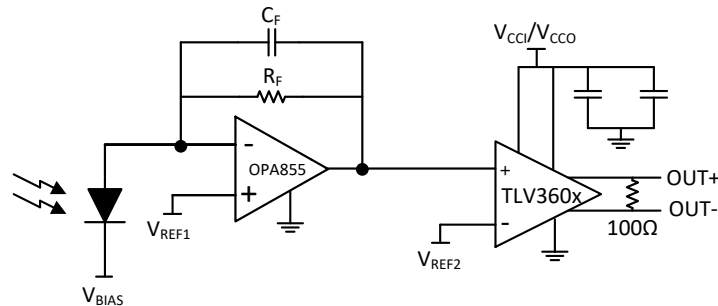 CF
VCCI/VCCO
RF
-
OPA855
+
+
TLV360x
-
OUT+
OUT-
100Ω
VREF1
VREF2
VBIAS